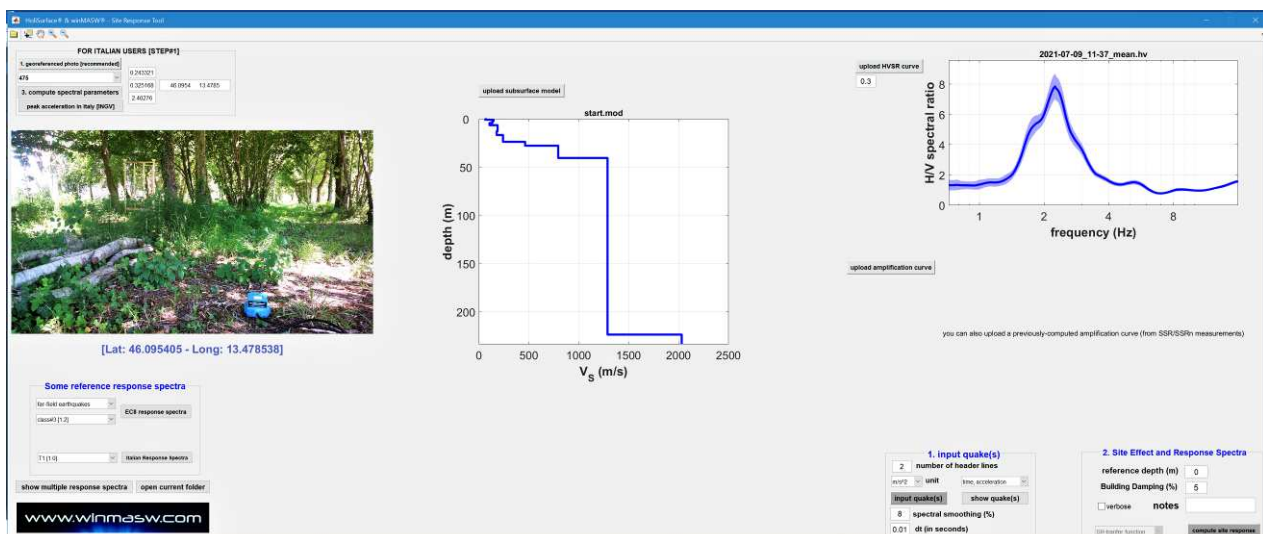 HoliSurface® & winMASW® - Site Response Tool
FOR ITALIAN USERS [STEP#1]
1. georeferenced photo [recommended]
475
3. compute spectral parameters
peak acceleration in Italy [INGV]
0.243321
0.325168
2.46276
46.0954 13.4785
[Lat: 46.095405 - Long: 13.478538]
Some reference response spectra
far-field earthquakes
class#3 [1.2]
EC8 response spectra
T1 [1.0]
Italian Response Spectra
show multiple response spectra
open current folder
www.winmasw.com
upload subsurface model
start.mod
0
50
100
150
200
depth (m)
0 500 1000 1500 2000 2500
V_S (m/s)
upload HVSR curve
0.3
2021-07-09_11-37_mean.hv
8
6
4
2
0
H/V spectral ratio
1 2 4 8
frequency (Hz)
upload amplification curve
you can also upload a previously-computed amplification curve (from SSR/SSRn measurements)
1. input quake(s)
2 number of header lines
m/s^2 unit time, acceleration
input quake(s) show quake(s)
8 spectral smoothing (%)
0.01 dt (in seconds)
2. Site Effect and Response Spectra
reference depth (m) 0
Building Damping (%) 5
verbose notes
compute site response